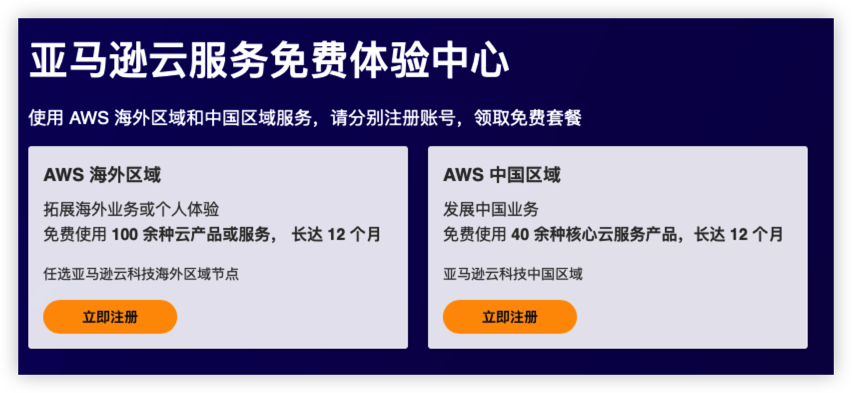 亚马逊云服务免费体验中心
使用 AWS 海外区域和中国区域服务，请分别注册账号，领取免费套餐
AWS 海外区域
拓展海外业务或个人体验
免费使用 100 余种云产品或服务， 长达 12 个月
任选亚马逊云科技海外区域节点
立即注册
AWS 中国区域
发展中国业务
免费使用 40 余种核心云服务产品，长达 12 个月
亚马逊云科技中国区域
立即注册